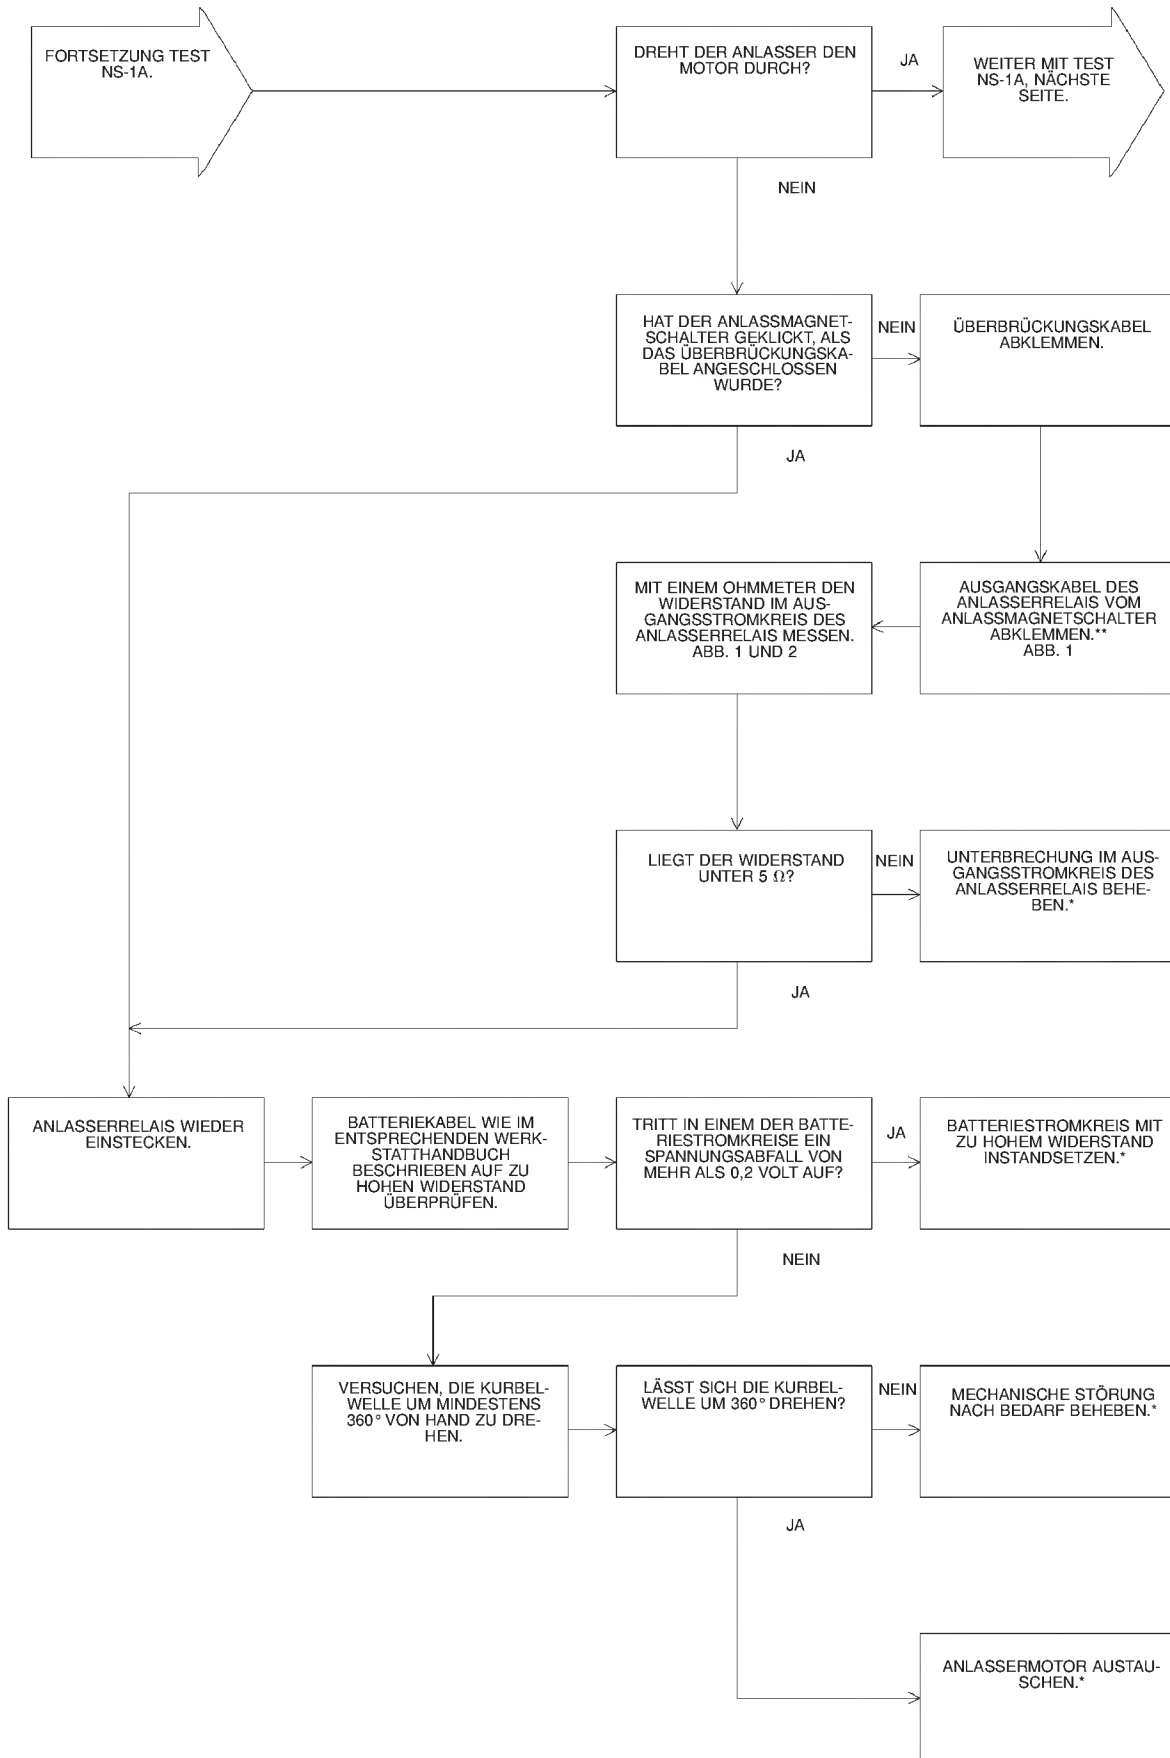 FORTSETZUNG TEST
NS-1A.
DREHT DER ANLASSER DEN
MOTOR DURCH?
JA
WEITER MIT TEST
NS-1A, NÄCHSTE
SEITE.
NEIN
HAT DER ANLASSMAGNET-
SCHALTER GEKLICKT, ALS
DAS ÜBERBRÜCKUNGSKA-
BEL ANGESCHLOSSEN
WURDE?
NEIN
ÜBERBRÜCKUNGSKABEL
ABKLEMMEN.
JA
MIT EINEM OHMMETER DEN
WIDERSTAND IM AUS-
GANGSSTROMKREIS DES
ANLASSERRELAIS MESSEN.
ABB. 1 UND 2
AUSGANGSKABEL DES
ANLASSERRELAIS VOM
ANLASSMAGNETSCHALTER
ABKLEMMEN.**
ABB. 1
LIEGT DER WIDERSTAND
UNTER 5 Ω?
NEIN
UNTERBRECHUNG IM AUS-
GANGSSTROMKREIS DES
ANLASSERRELAIS BEHE-
BEN.*
JA
ANLASSERRELAIS WIEDER
EINSTECKEN.
BATTERIEKABEL WIE IM
ENTSPRECHENDEN WERK-
STATTHANDBUCH
BESCHRIEBEN AUF ZU
HOHEN WIDERSTAND
ÜBERPRÜFEN.
TRITT IN EINEM DER BATTE-
RIESTROMKREISE EIN
SPANNUNGSABFALL VON
MEHR ALS 0,2 VOLT AUF?
JA
BATTERIESTROMKREIS MIT
ZU HOHEM WIDERSTAND
INSTANDSETZEN.*
NEIN
VERSUCHEN, DIE KURBEL-
WELLE UM MINDESTENS
360° VON HAND ZU DRE-
HEN.
LÄSST SICH DIE KURBEL-
WELLE UM 360° DREHEN?
NEIN
MECHANISCHE STÖRUNG
NACH BEDARF BEHEBEN.*
JA
ANLASSERMOTOR AUSTAU-
SCHEN.*